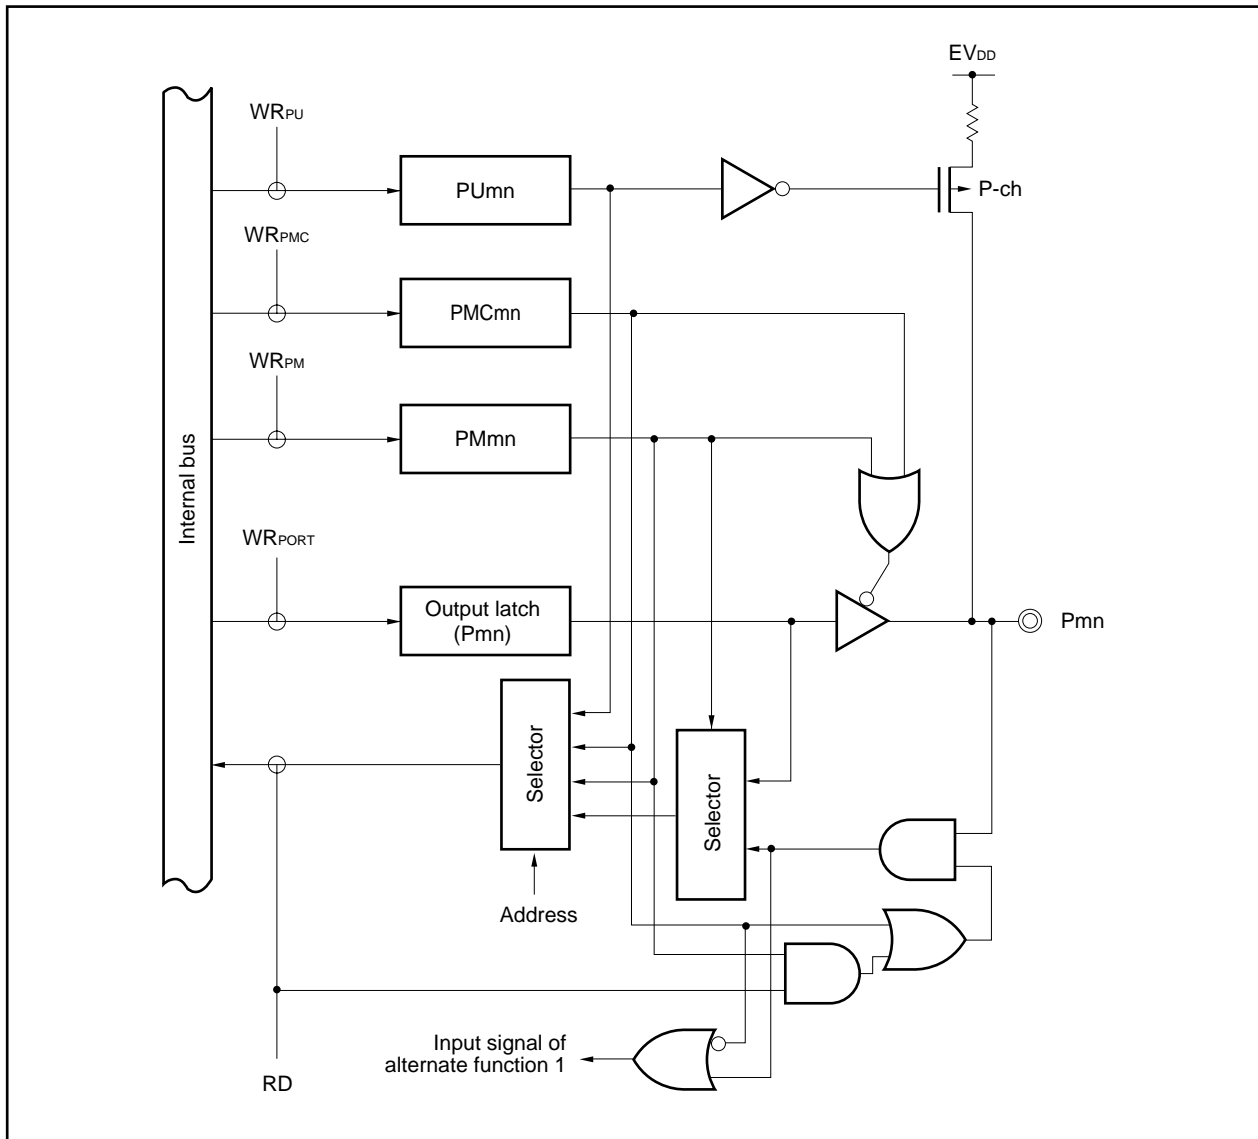 EVDD
WRPU
PUmn
P-ch
WRPMC
PMCmn
WRPM
PMmn
Internal bus
WRPORT
Output latch
(Pmn)
Pmn
Selector
Selector
Address
Input signal of
alternate function 1
RD